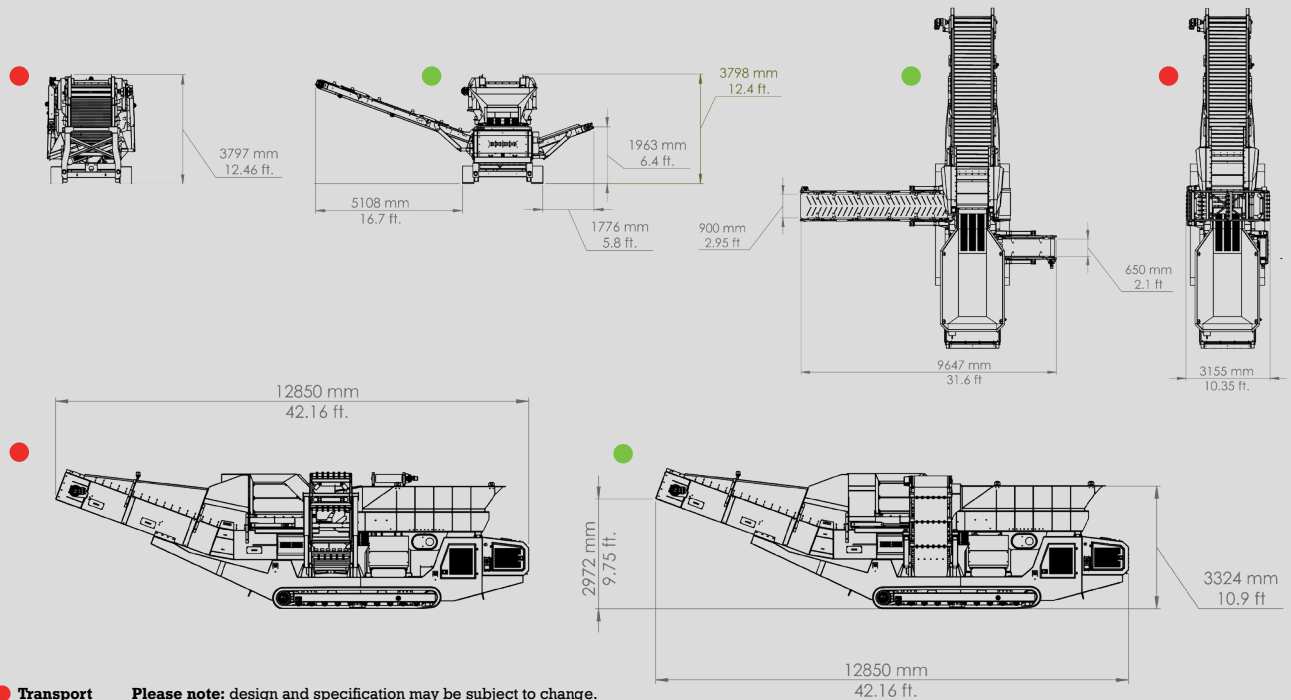 3797 mm
12.46 ft.
5108 mm
16.7 ft.
1776 mm
5.8 ft.
1963 mm
6.4 ft.
3798 mm
12.4 ft.
900 mm
2.95 ft
650 mm
2.1 ft
9647 mm
31.6 ft
3155 mm
10.35 ft.
12850 mm
42.16 ft.
2972 mm
9.75 ft.
3324 mm
10.9 ft
12850 mm
42.16 ft.
Transport Please note: design and specification may be subject to change.